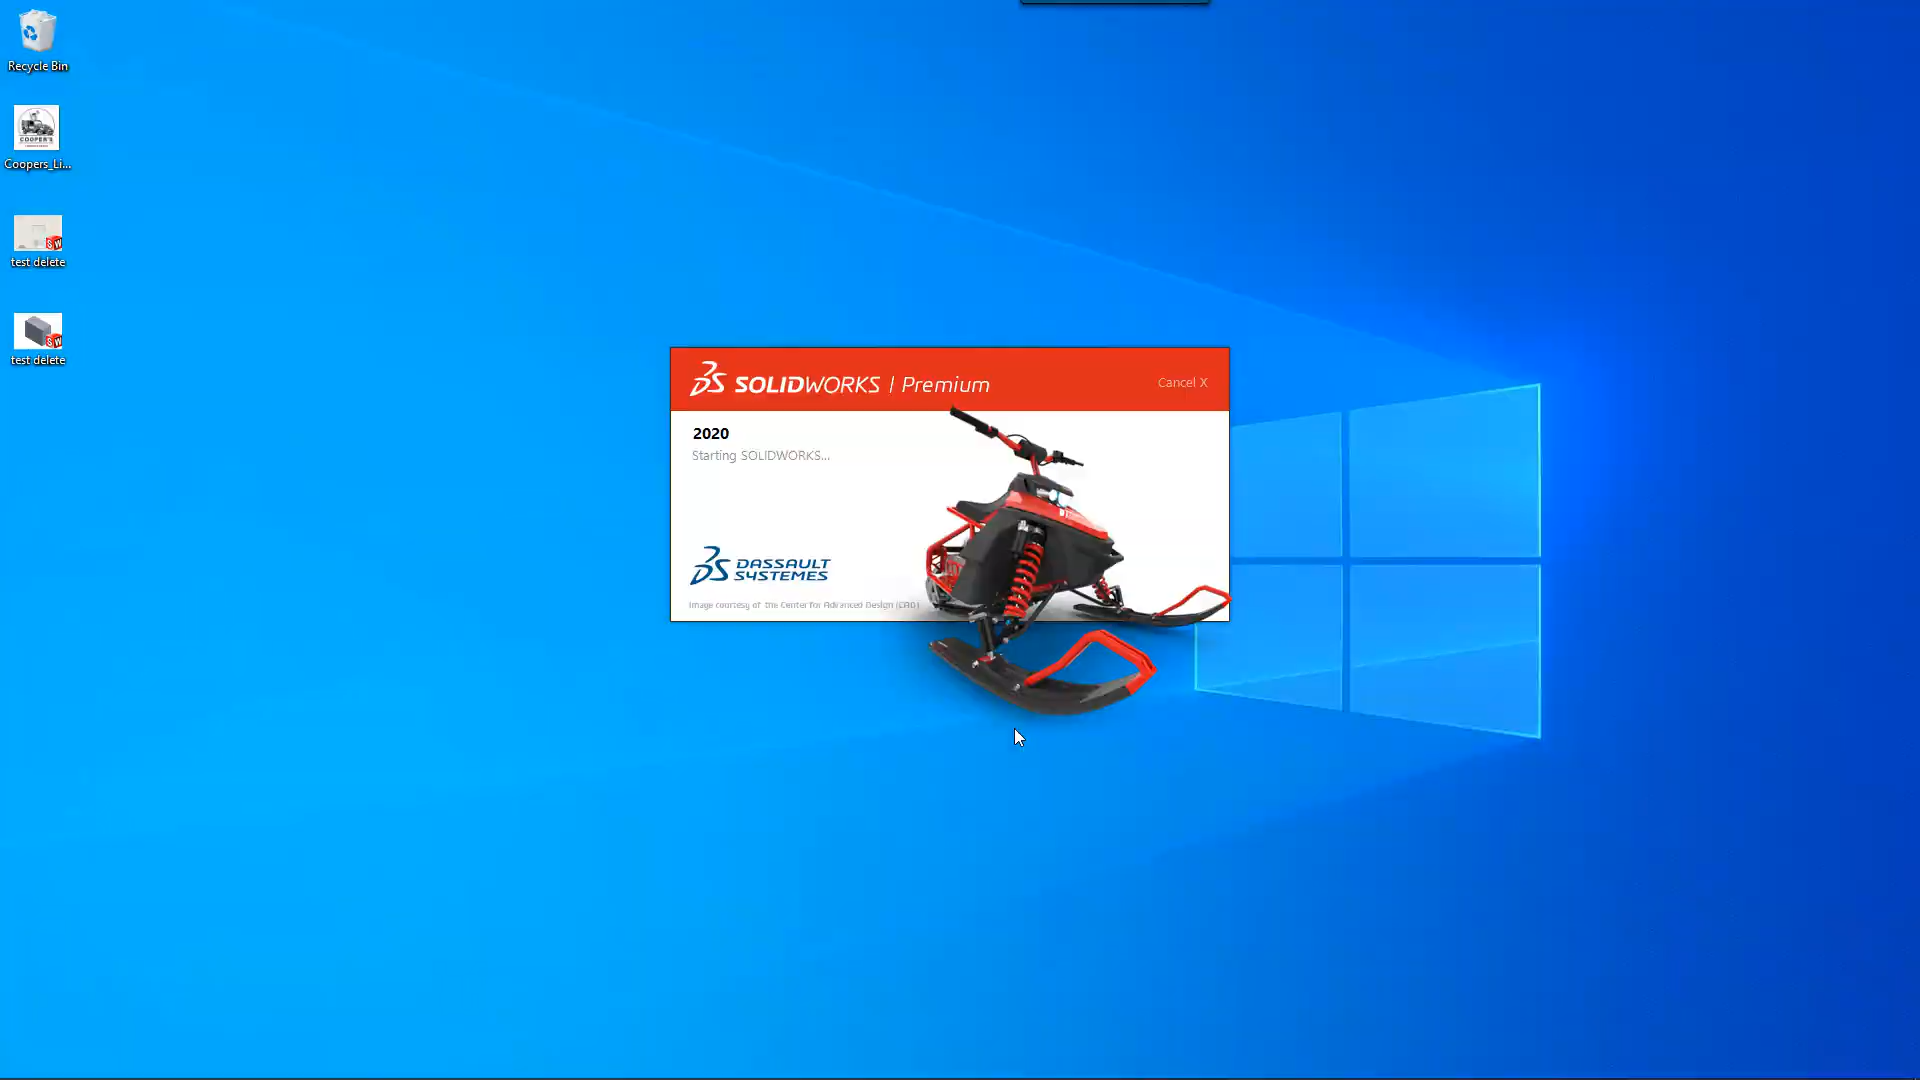 Recycle Bin
Coopers_Li...
COOPER'S
test delete
test delete
SOLIDWORKS | Premium
Cancel X
2020
Starting SOLIDWORKS...
DASSAULT
SYSTEMES
Image courtesy of the Center for Advanced Design (CAD)